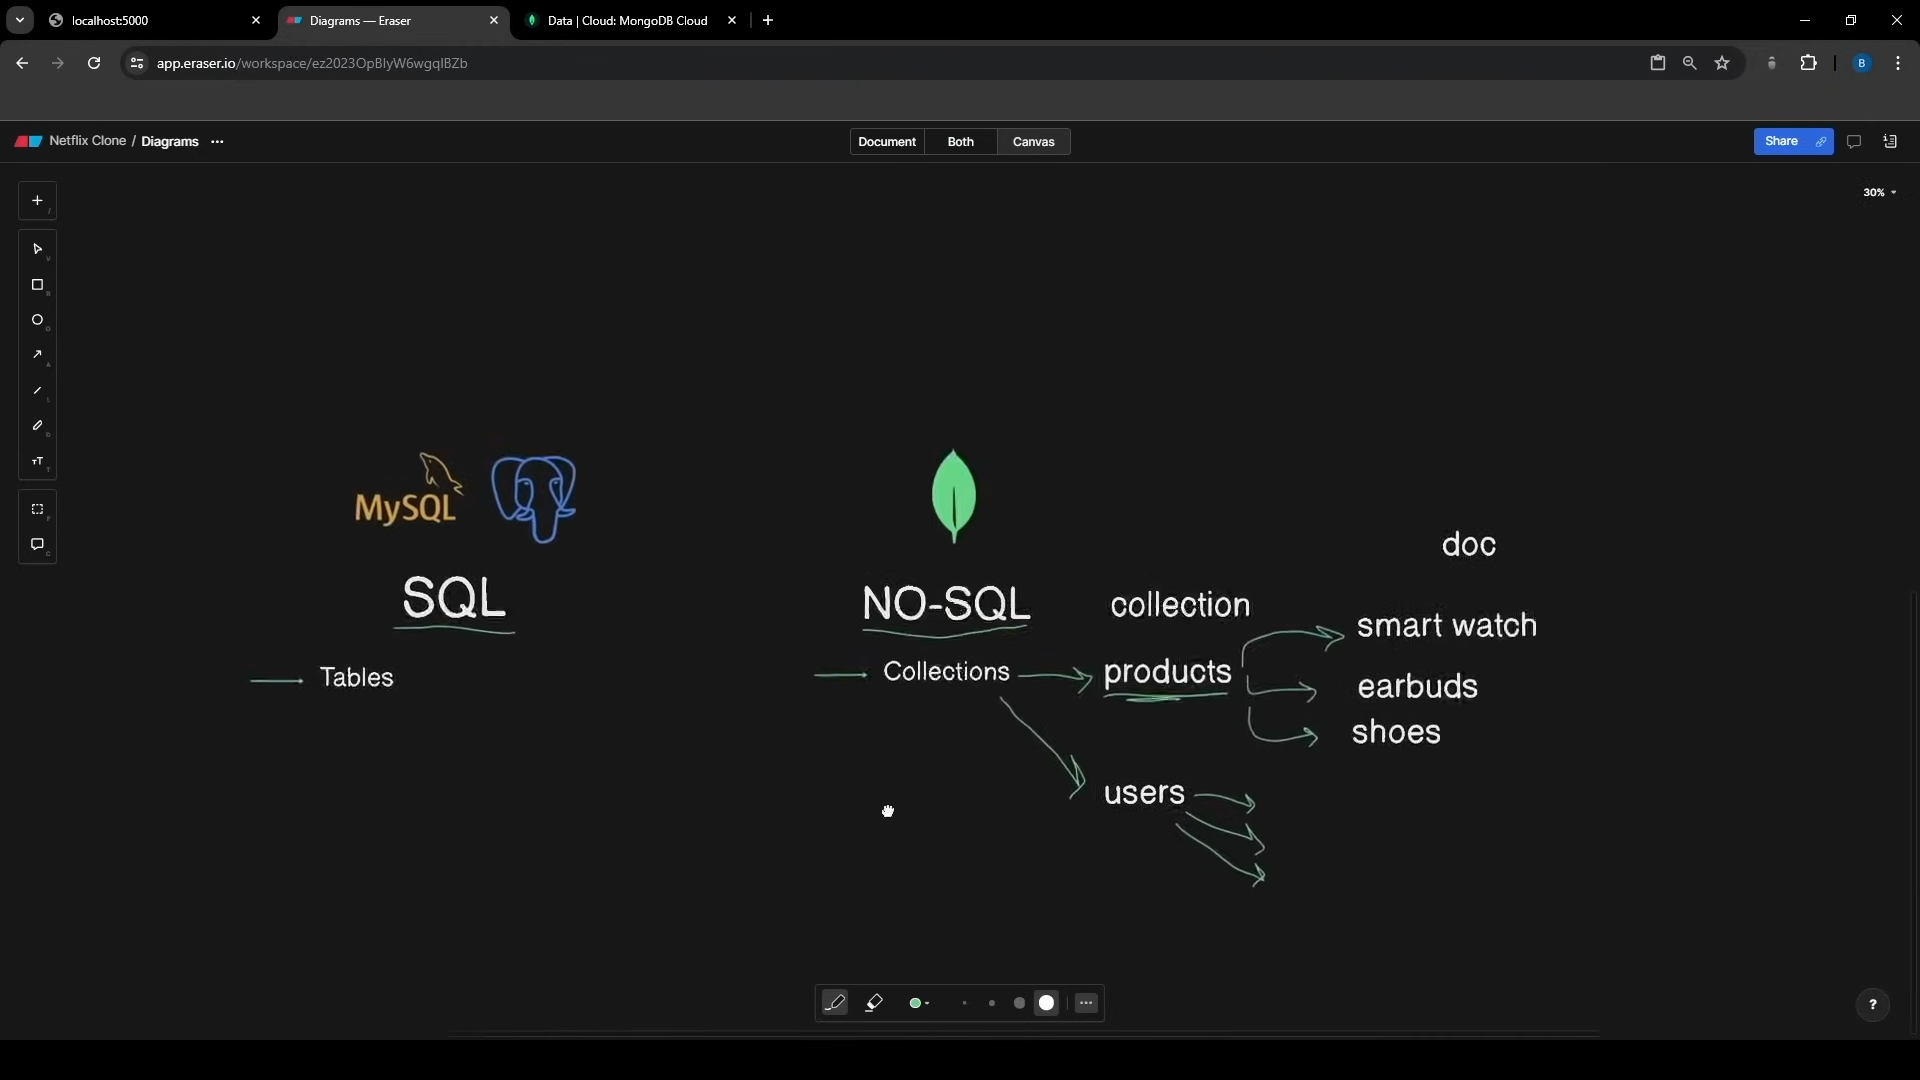 localhost:5000
Diagrams — Eraser
Data | Cloud: MongoDB Cloud
app.eraser.io/workspace/ez2023OpBlyW6wgqlBZb
B
Netflix Clone / Diagrams ...
Document
Both
Canvas
Share
30%
MySQL
SQL
Tables
NO-SQL
Collections
collection
products
users
doc
smart watch
earbuds
shoes
?